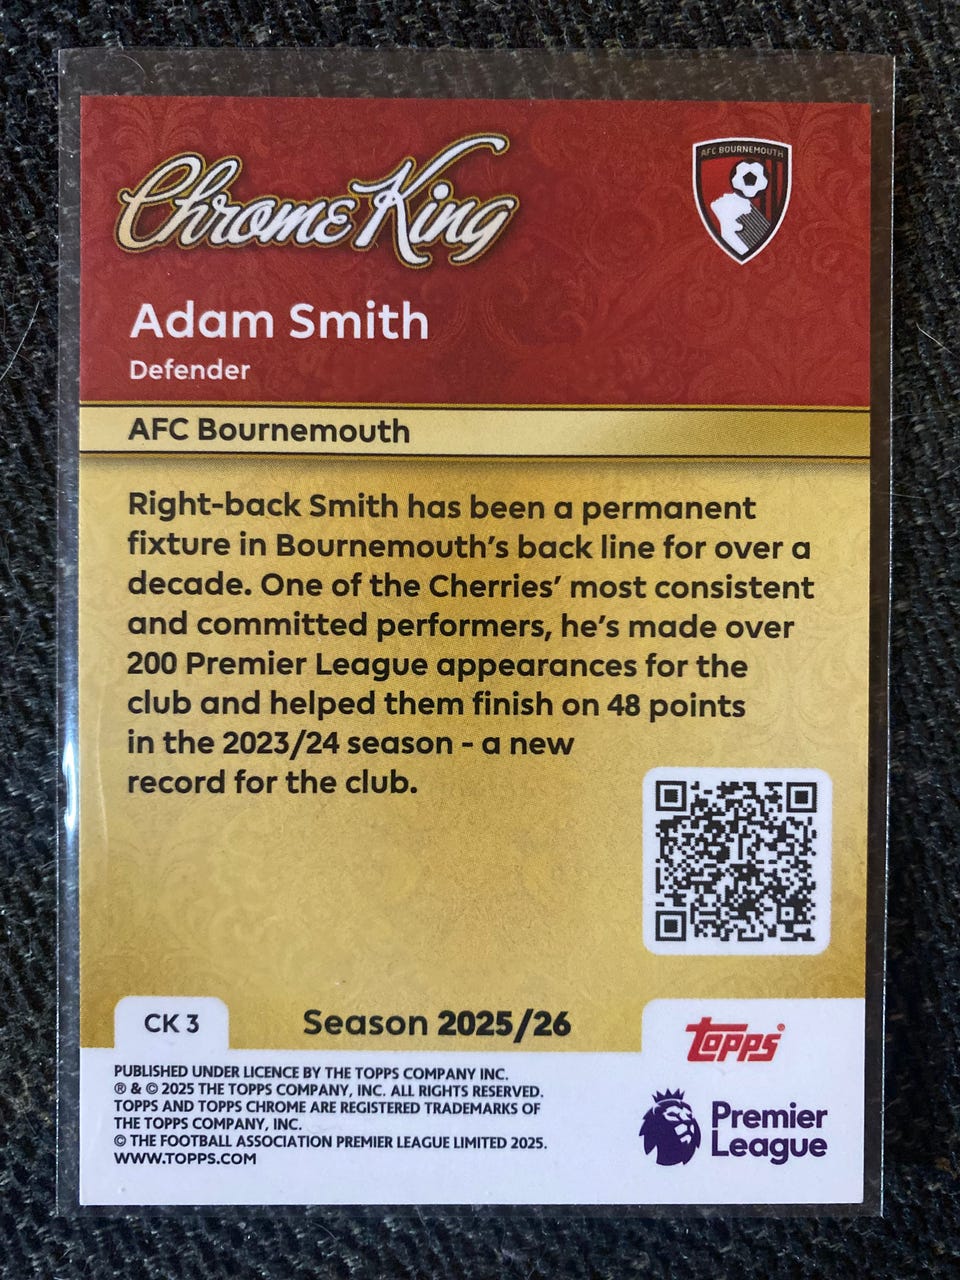 Chrome King
AFC BOURNEMOUTH
Adam Smith
Defender
AFC Bournemouth
Right-back Smith has been a permanent
fixture in Bournemouth's back line for over a
decade. One of the Cherries' most consistent
and committed performers, he's made over
200 Premier League appearances for the
club and helped them finish on 48 points
in the 2023/24 season - a new
record for the club.
CK 3
Season 2025/26
topps®
PUBLISHED UNDER LICENCE BY THE TOPPS COMPANY INC.
® & © 2025 THE TOPPS COMPANY, INC. ALL RIGHTS RESERVED.
TOPPS AND TOPPS CHROME ARE REGISTERED TRADEMARKS OF
THE TOPPS COMPANY, INC.
© THE FOOTBALL ASSOCIATION PREMIER LEAGUE LIMITED 2025.
WWW.TOPPS.COM
Premier
League